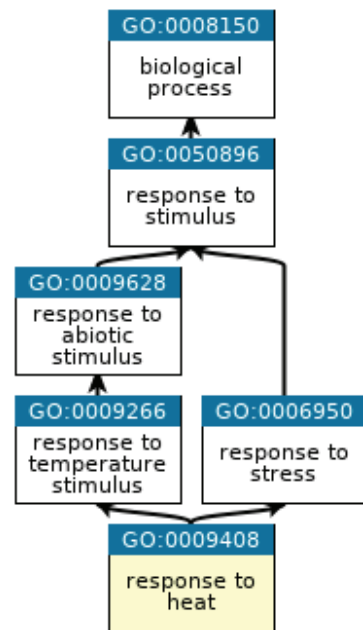 GO:0008150
biological
process
GO:0050896
response to
stimulus
GO:0009628
response to
abiotic
stimulus
GO:0009266
response to
temperature
stimulus
GO:0006950
response to
stress
GO:0009408
response to
heat